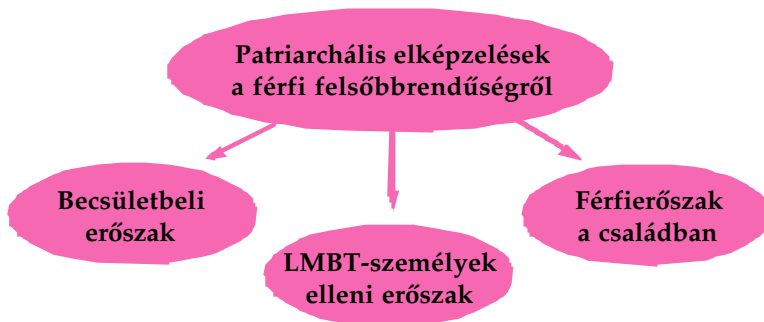 Patriarchális elképzelések
a férfi felsőbbrendűségről
Becsületbeli
erőszak
LMBT-személyek
elleni erőszak
Férfierőszak
a családban